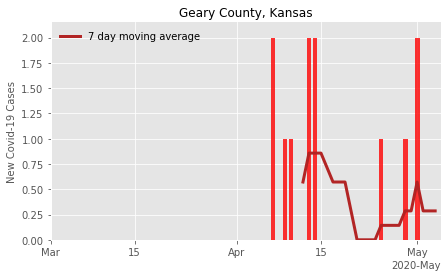 Geary County, Kansas
7 day moving average
New Covid-19 Cases
2.00
1.75
1.50
1.25
1.00
0.75
0.50
0.25
0.00
Mar
15
Apr
15
May
2020-May